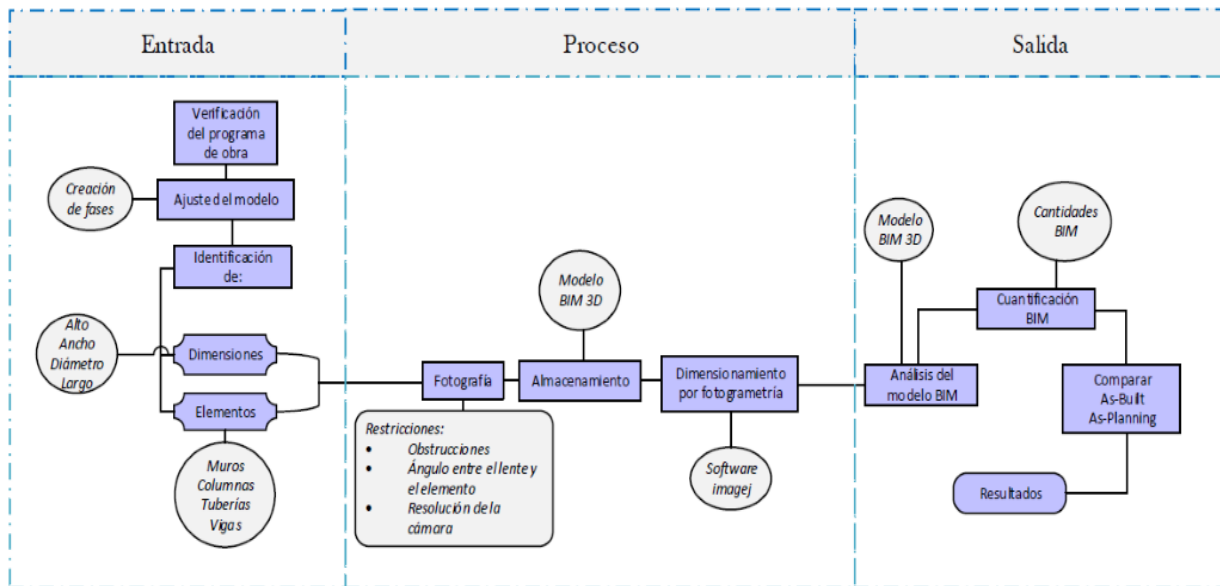 Entrada
Proceso
Salida
Verificación
del programa
de obra
Creación
de fases
Ajuste del modelo
Identificación
de:
Alto
Ancho
Diámetro
Largo
Dimensiones
Elementos
Muros
Columnas
Tuberías
Vigas
Modelo
BIM 3D
Fotografía
Almacenamiento
Dimensionamiento
por fotogrametría
Restricciones:
• Obstrucciones
• Ángulo entre el lente y
el elemento
• Resolución de la
cámara
Software
imagej
Modelo
BIM 3D
Cantidades
BIM
Cuantificación
BIM
Análisis del
modelo BIM
Comparar
As-Built
As-Planning
Resultados